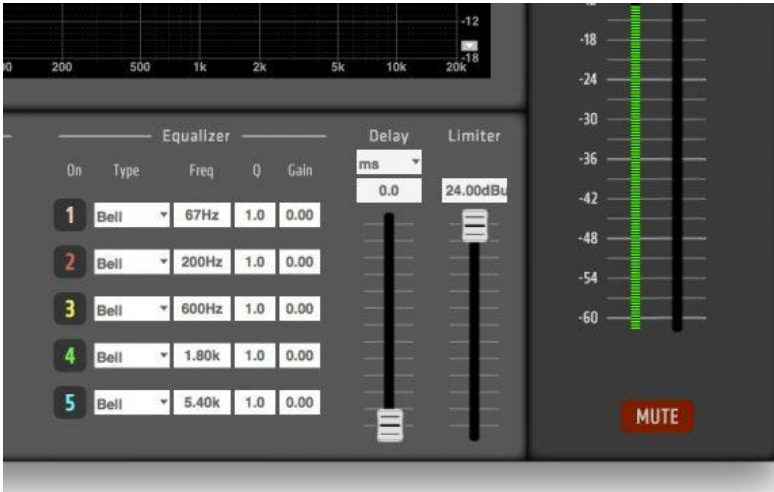 -12
-18
00 200 500 1k 2k 5k 10k 20k
Equalizer
On Type Freq Q Gain
1 Bell 67Hz 1.0 0.00
2 Bell 200Hz 1.0 0.00
3 Bell 600Hz 1.0 0.00
4 Bell 1.80k 1.0 0.00
5 Bell 5.40k 1.0 0.00
Delay
ms
0.0
Limiter
24.00dBu
-18
-24
-30
-36
-42
-48
-54
-60
MUTE